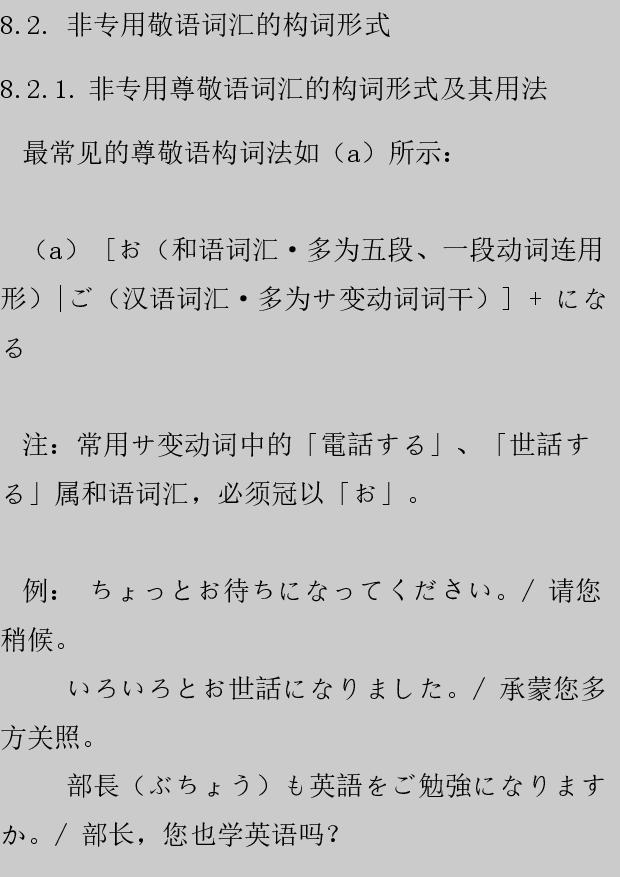 8.2. 非专用敬语词汇的构词形式
8.2.1. 非专用尊敬语词汇的构词形式及其用法
最常见的尊敬语构词法如（a）所示：
（a）［お（和语词汇・多为五段、一段动词连用
形）|ご（汉语词汇・多为サ变动词词干）］+ にな
る
注：常用サ变动词中的「電話する」、「世話す
る」属和语词汇，必须冠以「お」。
例： ちょっとお待ちになってください。/ 请您
稍候。
いろいろとお世話になりました。/ 承蒙您多
方关照。
部長（ぶちょう）も英語をご勉強になります
か。/ 部长，您也学英语吗？